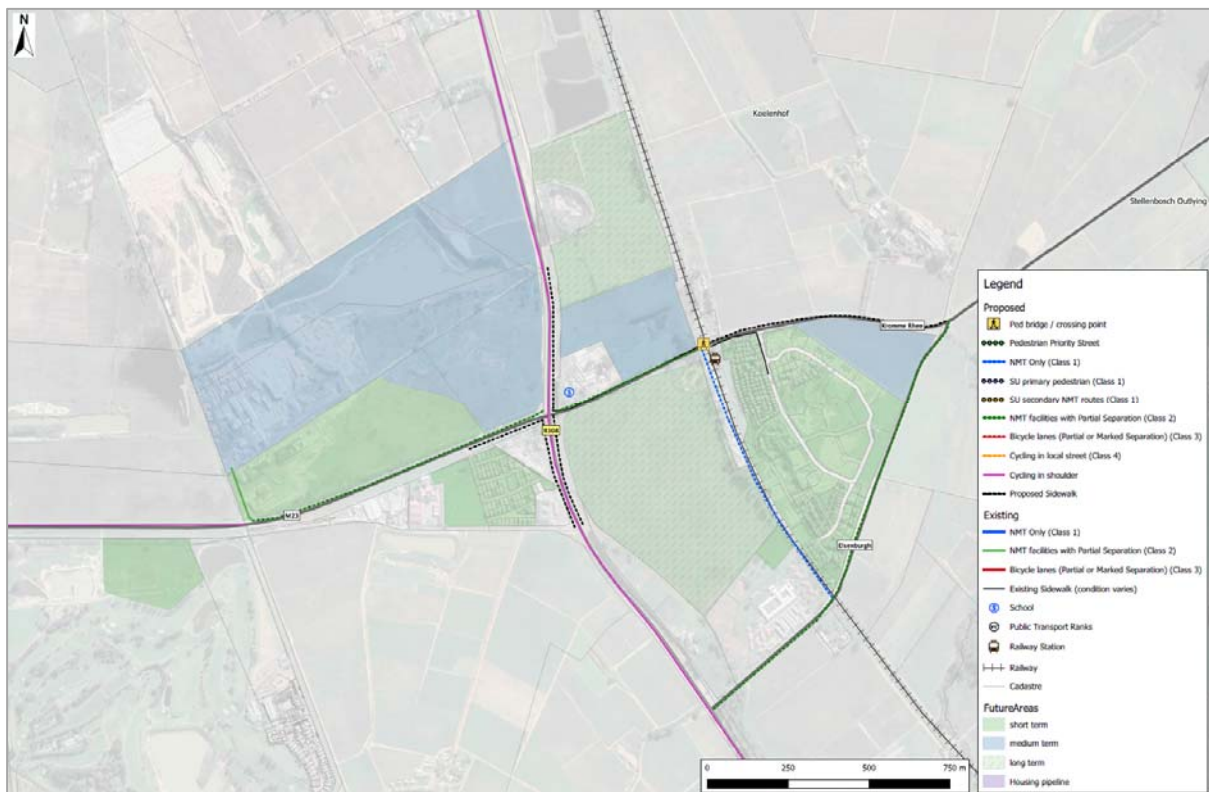 N
Koelenhof
Stellenbosch Outlying
Kromme Rhee
R304
M23
Elsenburgh
Legend
Proposed
Ped bridge / crossing point
Pedestrian Priority Street
NMT Only (Class 1)
SU primary pedestrian (Class 1)
SU secondary NMT routes (Class 1)
NMT facilities with Partial Separation (Class 2)
Bicycle lanes (Partial or Marked Separation) (Class 3)
Cycling in local street (Class 4)
Cycling in shoulder
Proposed Sidewalk
Existing
NMT Only (Class 1)
NMT facilities with Partial Separation (Class 2)
Bicycle lanes (Partial or Marked Separation) (Class 3)
Existing Sidewalk (condition varies)
School
Public Transport Ranks
Railway Station
Railway
Cadastre
FutureAreas
short term
medium term
long term
Housing pipeline
0 250 500 750 m